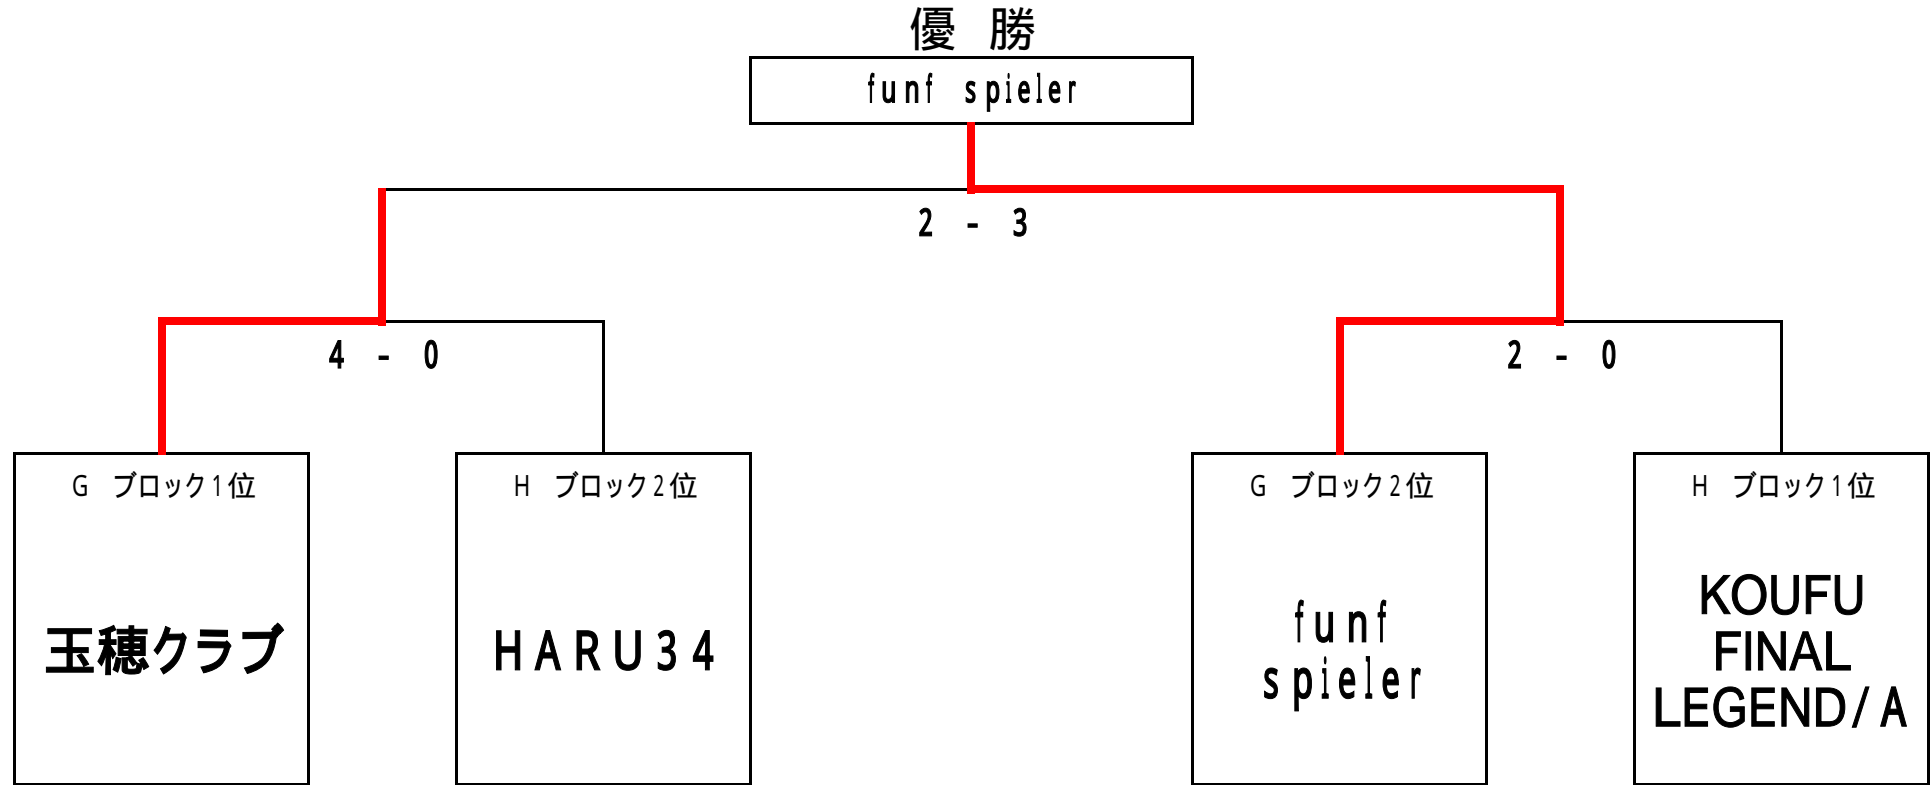 優 勝
funf spieler
2 - 3
4 - 0
2 - 0
G ブロック1位
H ブロック2位
G ブロック2位
H ブロック1位
玉穂クラブ
HARU34
funf
spieler
KOUFU
FINAL
LEGEND/A